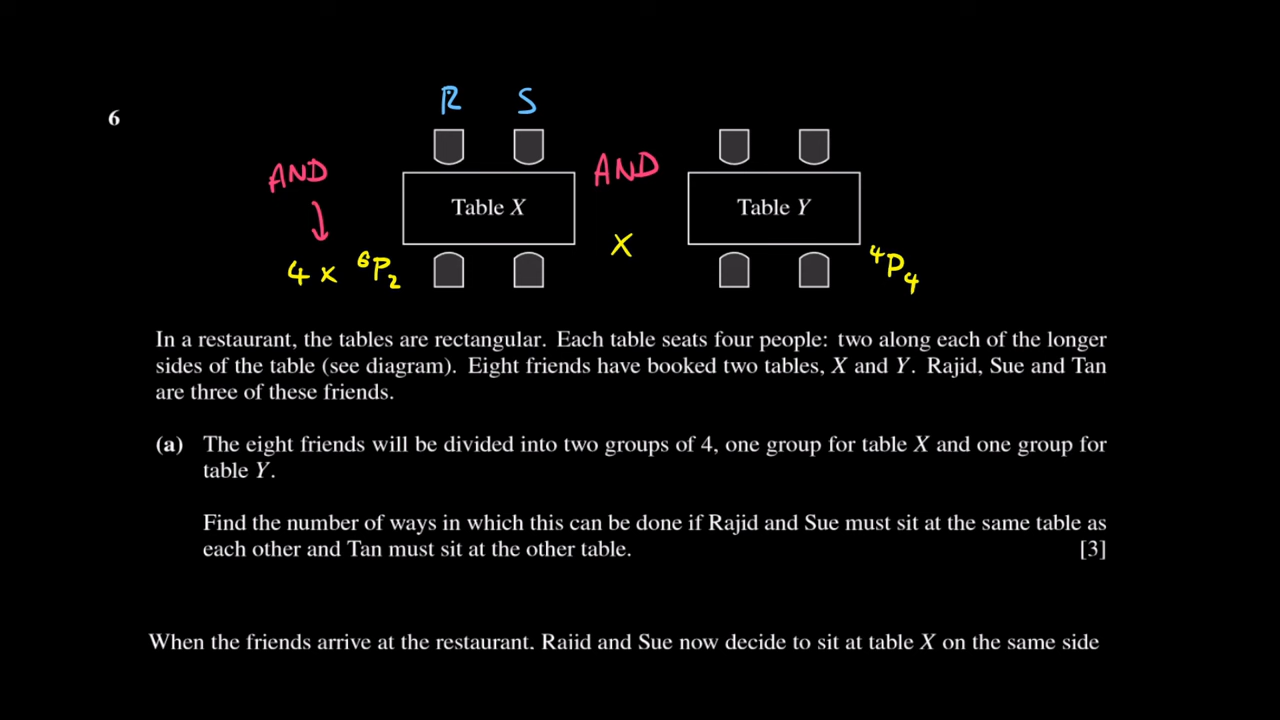 R S
6
AND AND
Table X Table Y
4 x ⁶P₂ x ⁴P₄
In a restaurant, the tables are rectangular. Each table seats four people: two along each of the longer
sides of the table (see diagram). Eight friends have booked two tables, X and Y. Rajid, Sue and Tan
are three of these friends.
(a) The eight friends will be divided into two groups of 4, one group for table X and one group for
table Y.
Find the number of ways in which this can be done if Rajid and Sue must sit at the same table as
each other and Tan must sit at the other table. [3]
When the friends arrive at the restaurant, Rajid and Sue now decide to sit at table X on the same side